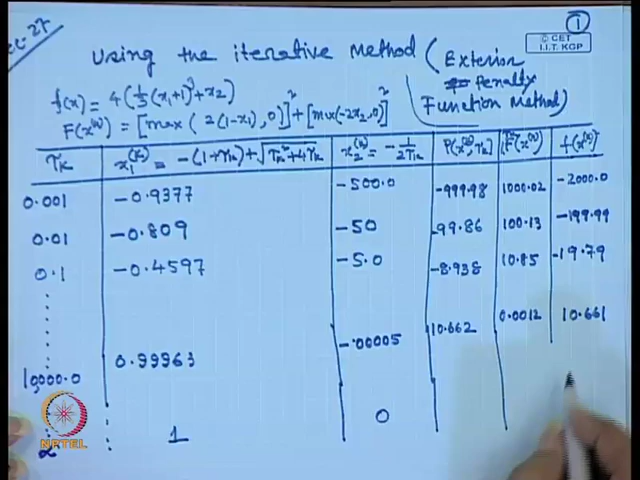 Lec-27
1
© CET
I.I.T. KGP
Using the iterative Method (Exterior
Penalty
Function Method)
f(x) = 4(1/3(x₁+1)³+x₂)
F(x⁽ᵏ⁾) = [max(2(1-x₁),0)]² + [max(-2x₂,0)]²
rₖ x₁⁽ᵏ⁾ = -(1+rₖ)+√rₖ²+4rₖ x₂⁽ᵏ⁾ = -1/2rₖ P(x⁽ᵏ⁾,rₖ) F(x⁽ᵏ⁾) f(x⁽ᵏ⁾)
0.001 -0.9377 -500.0 -999.98 1000.02 -2000.0
0.01 -0.809 -50 -99.86 100.13 -199.99
0.1 -0.4597 -5.0 -8.938 10.85 -19.79
10,000.0 0.99963 -.00005 10.662 0.0012 10.661
α 1 0
NPTEL